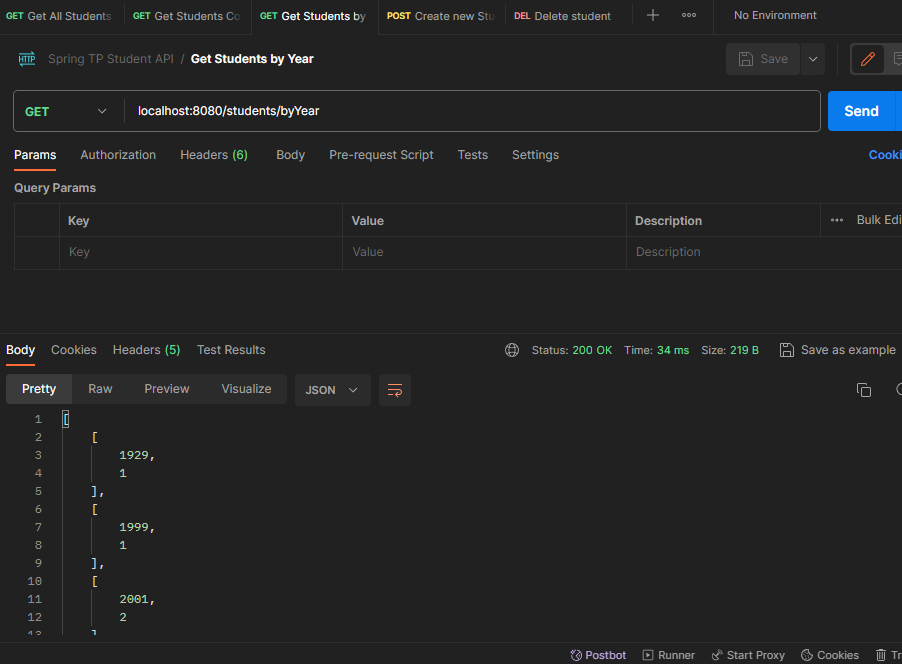 GET Get All Students GET Get Students Co GET Get Students by POST Create new Stu DEL Delete student No Environment
HTTP Spring TP Student API / Get Students by Year Save
GET localhost:8080/students/byYear Send
Params Authorization Headers (6) Body Pre-request Script Tests Settings Cooki
Query Params
Key Value Description Bulk Edi
Key Value Description
Body Cookies Headers (5) Test Results Status: 200 OK Time: 34 ms Size: 219 B Save as example
Pretty Raw Preview Visualize JSON
1 [
2 [
3 1929,
4 1
5 ],
6 [
7 1999,
8 1
9 ],
10 [
11 2001,
12 2
13 ]
Postbot Runner Start Proxy Cookies Tr